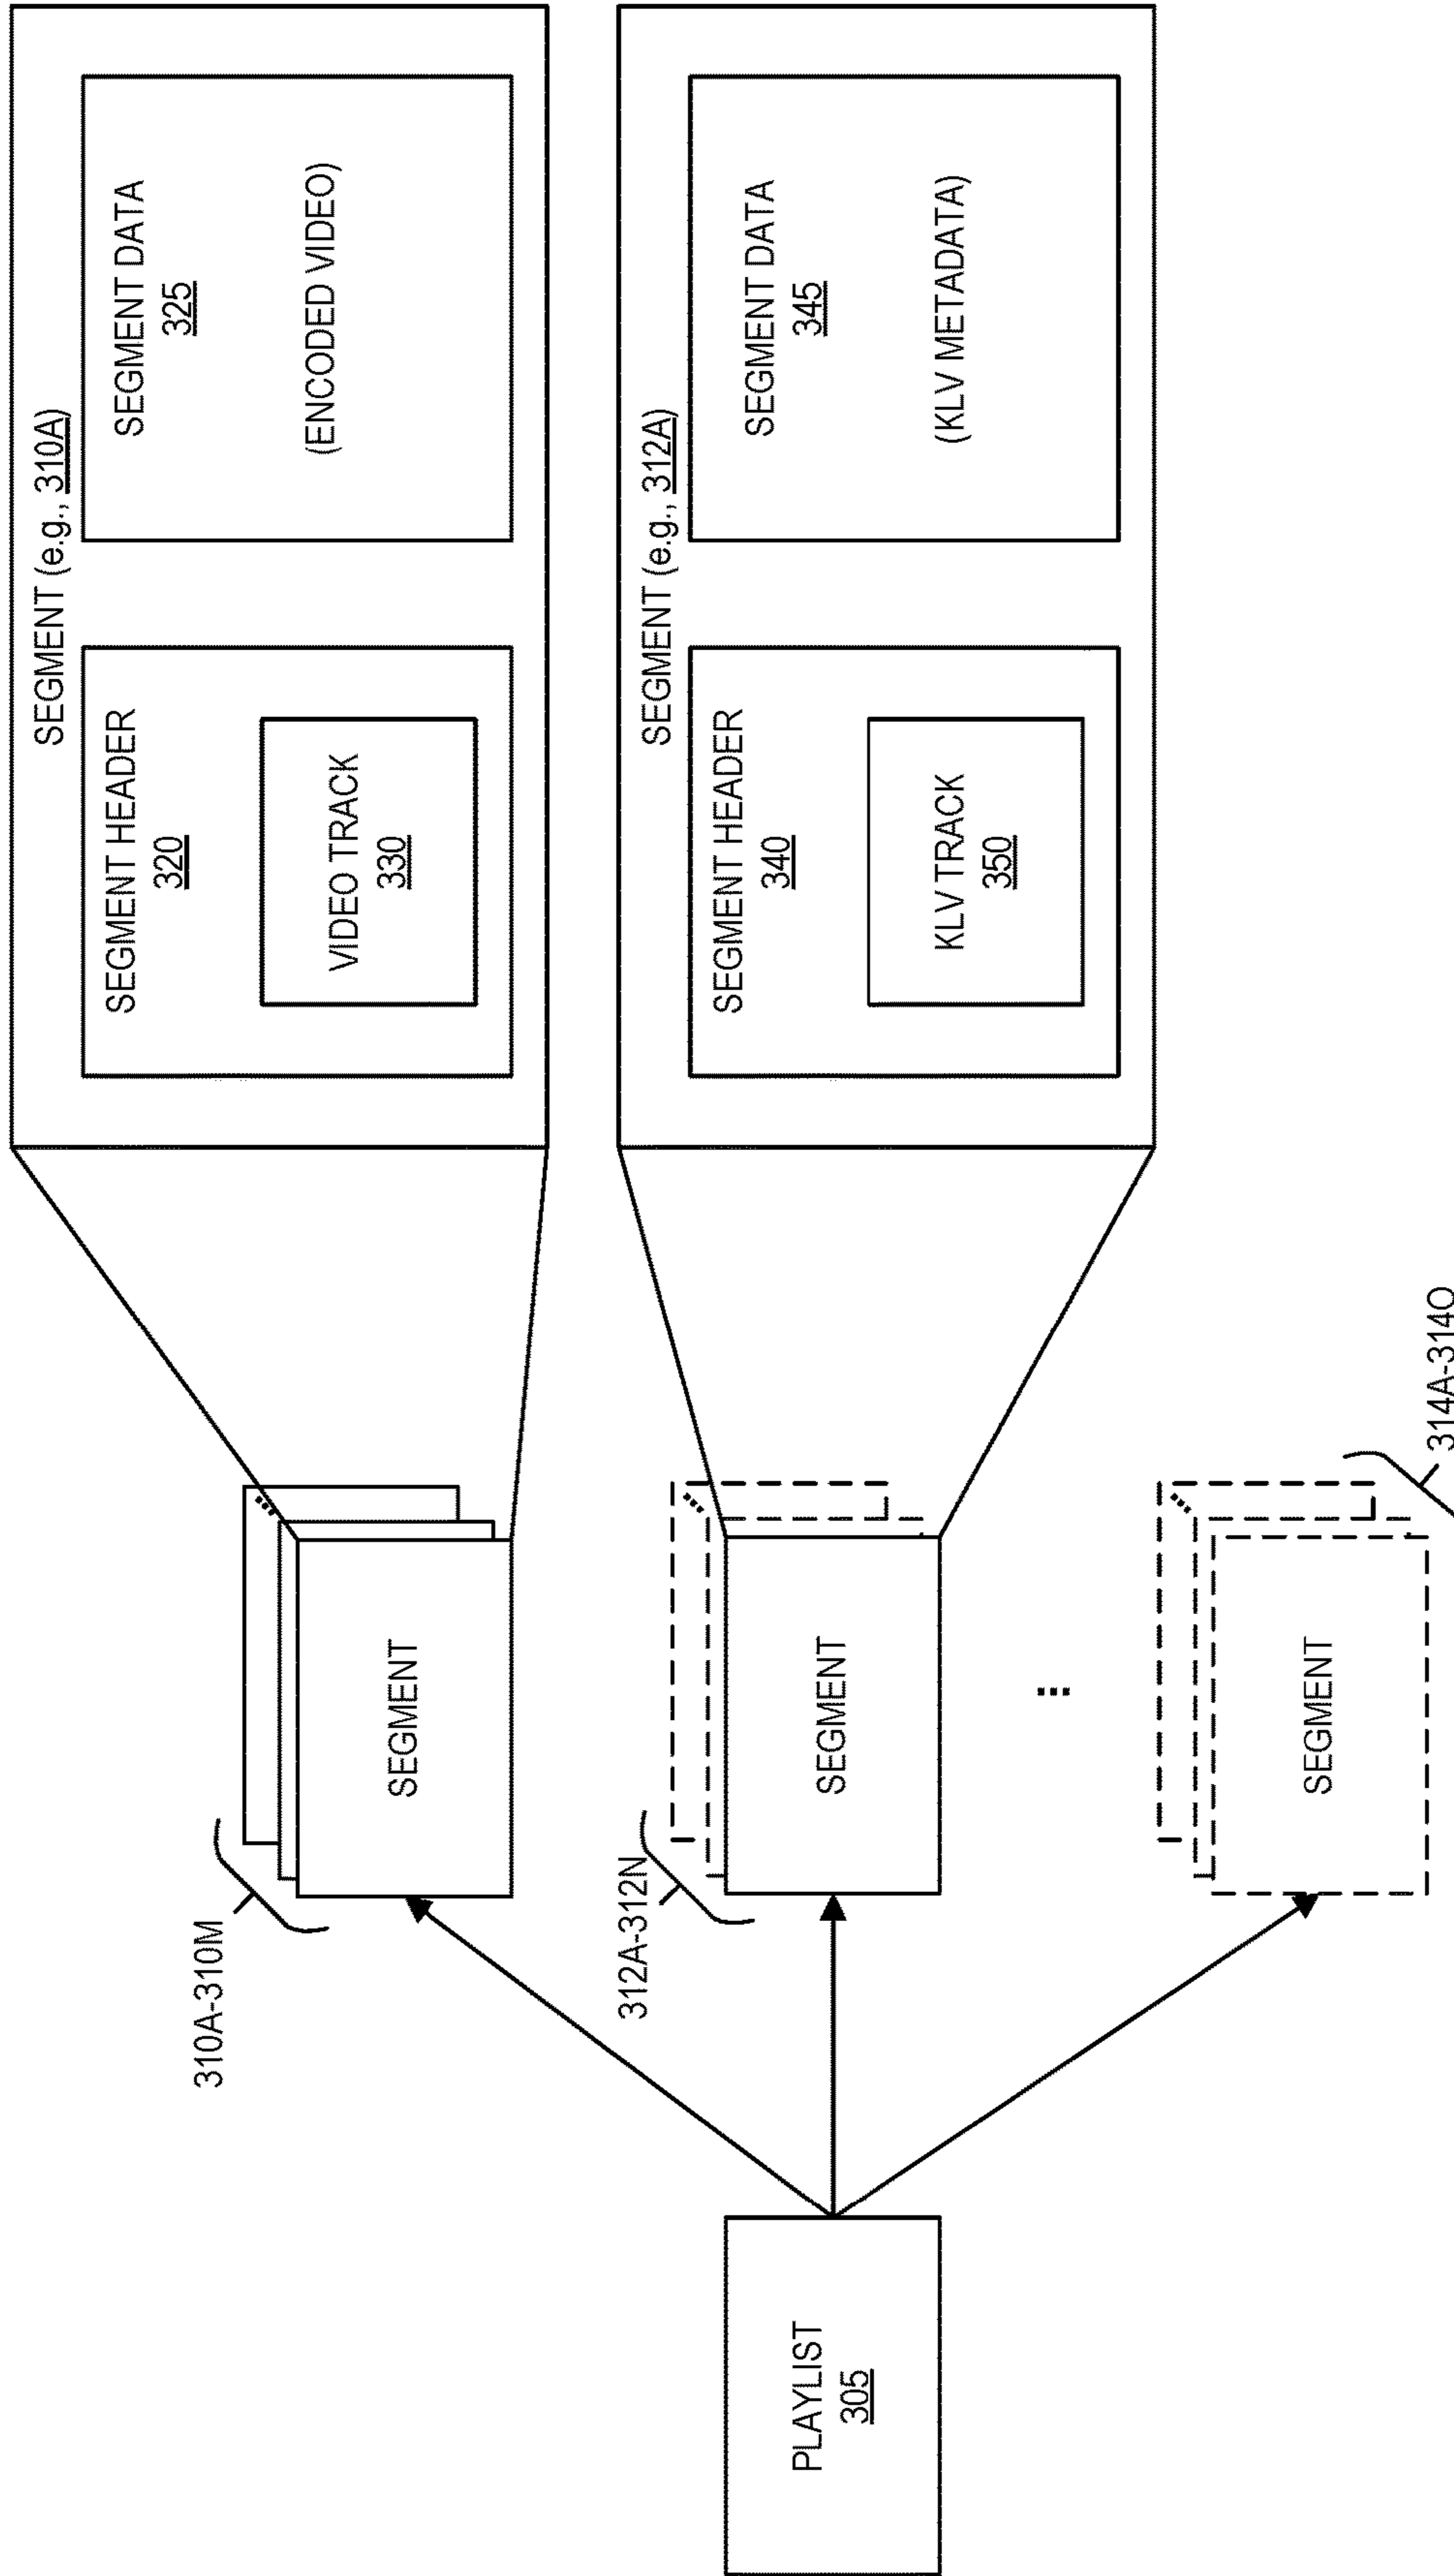 PLAYLIST
305
310A-310M
SEGMENT
312A-312N
SEGMENT
...
SEGMENT
314A-314O
SEGMENT (e.g., 310A)
SEGMENT HEADER
320
VIDEO TRACK
330
SEGMENT DATA
325
(ENCODED VIDEO)
SEGMENT (e.g., 312A)
SEGMENT HEADER
340
KLV TRACK
350
SEGMENT DATA
345
(KLV METADATA)